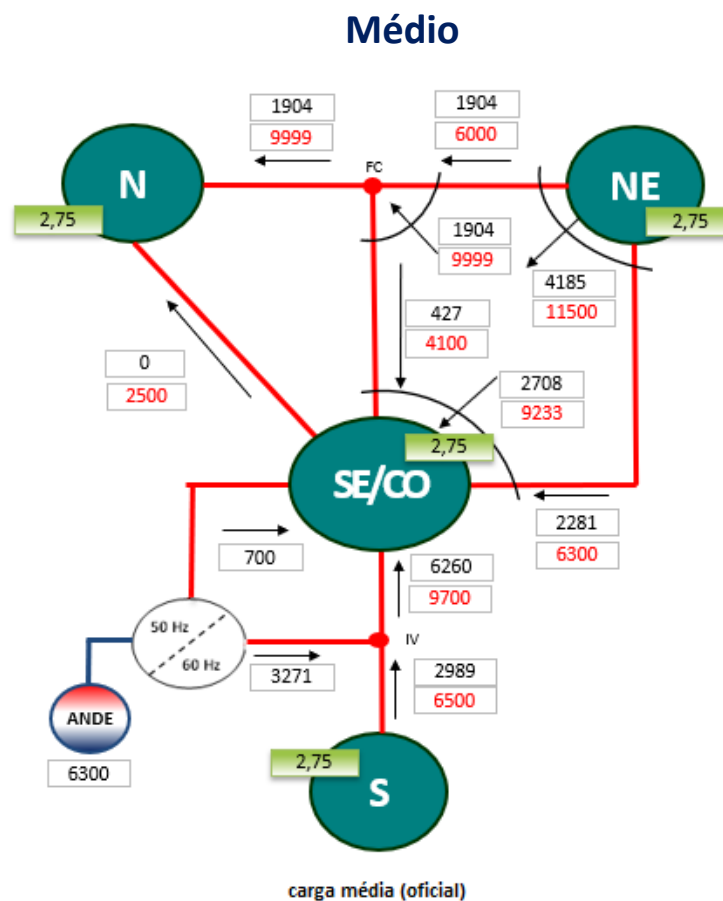 Médio
1904
9999
1904
6000
N
FC
NE
2,75
2,75
1904
9999
4185
11500
427
4100
0
2500
2708
9233
2,75
SE/CO
700
2281
6300
6260
9700
50 Hz
60 Hz
IV
3271
2989
6500
ANDE
6300
2,75
S
carga média (oficial)